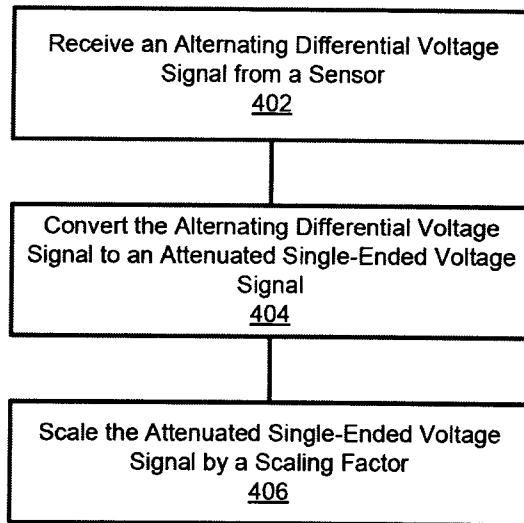 Receive an Alternating Differential Voltage
Signal from a Sensor
402
Convert the Alternating Differential Voltage
Signal to an Attenuated Single-Ended Voltage
Signal
404
Scale the Attenuated Single-Ended Voltage
Signal by a Scaling Factor
406